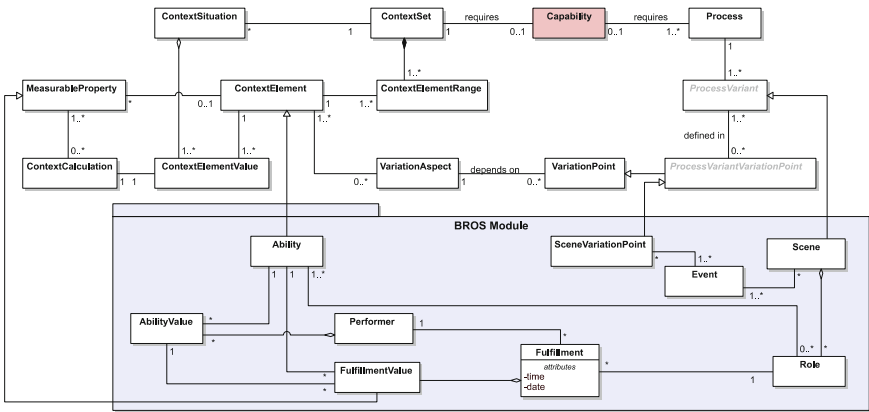 ContextSituation
ContextSet
requires
Capability
requires
Process
*
1
1
0..1
0..1
1..*
1
1..*
1..*
MeasurableProperty
ContextElement
ContextElementRange
ProcessVariant
*
0..1
1
1..*
1..*
1
1..*
1..*
defined in
0..*
1..*
1..*
0..*
ContextCalculation
ContextElementValue
VariationAspect
depends on
VariationPoint
ProcessVariantVariationPoint
1
1
0..*
1
0..*
BROS Module
Ability
SceneVariationPoint
Scene
1
1
1..*
*
1..*
Event
*
1..*
AbilityValue
*
*
Performer
1
*
1
Fulfillment
attributes
-time
-date
0..*
*
FulfillmentValue
*
*
*
1
Role